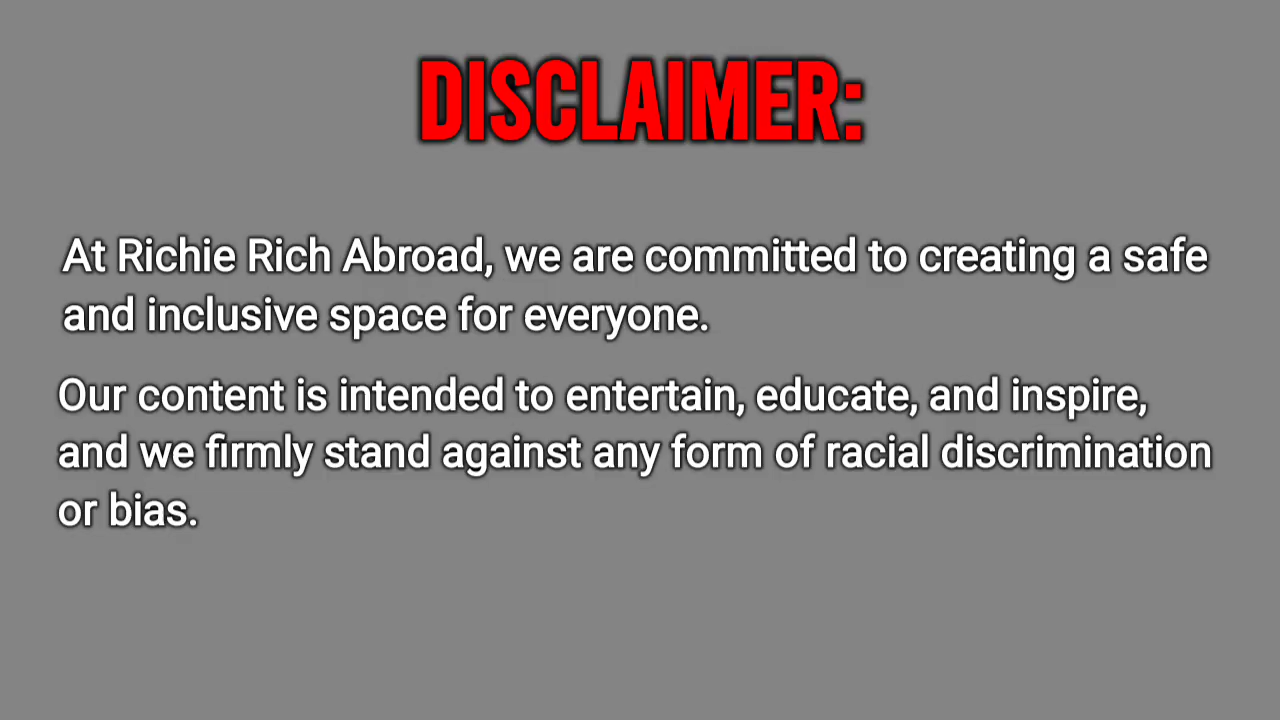 DISCLAIMER:
At Richie Rich Abroad, we are committed to creating a safe
and inclusive space for everyone.
Our content is intended to entertain, educate, and inspire,
and we firmly stand against any form of racial discrimination
or bias.